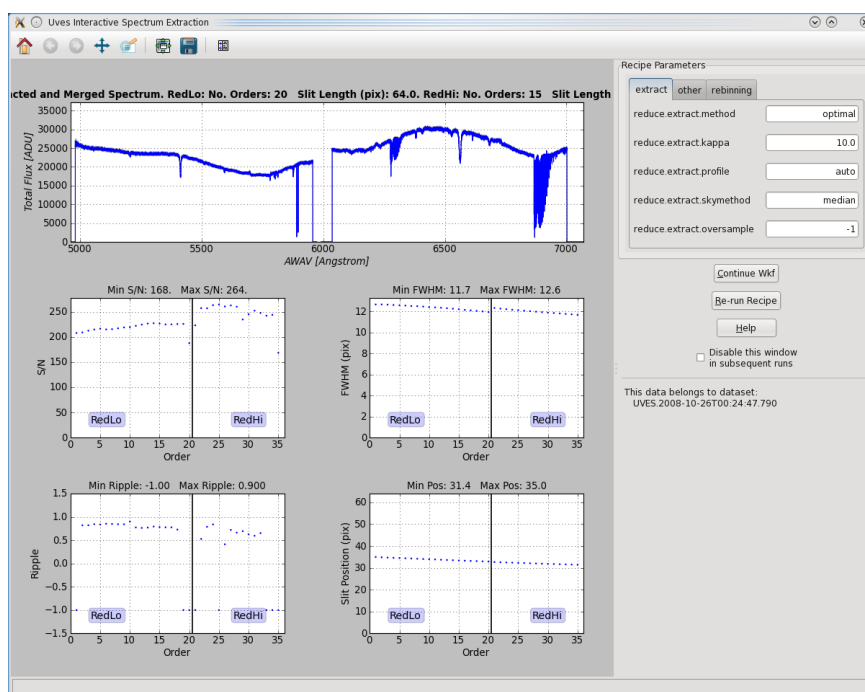 Uves Interactive Spectrum Extraction
cted and Merged Spectrum. RedLo: No. Orders: 20 Slit Length (pix): 64.0. RedHi: No. Orders: 15 Slit Length
Total Flux [ADU]
35000
30000
25000
20000
15000
10000
5000
0
5000 5500 6000 6500 7000
AWAV [Angstrom]
Min S/N: 168. Max S/N: 264.
S/N
250
200
150
100
50
0
RedLo RedHi
0 5 10 15 20 25 30 35
Order
Min FWHM: 11.7 Max FWHM: 12.6
FWHM (pix)
12
10
8
6
4
2
0
RedLo RedHi
0 5 10 15 20 25 30 35
Order
Min Ripple: -1.00 Max Ripple: 0.900
Ripple
1.5
1.0
0.5
0.0
−0.5
−1.0
−1.5
RedLo RedHi
0 5 10 15 20 25 30 35
Order
Min Pos: 31.4 Max Pos: 35.0
Slit Position (pix)
60
50
40
30
20
10
0
RedLo RedHi
0 5 10 15 20 25 30 35
Order
Recipe Parameters
extract other rebinning
reduce.extract.method optimal
reduce.extract.kappa 10.0
reduce.extract.profile auto
reduce.extract.skymethod median
reduce.extract.oversample -1
Continue Wkf
Re-run Recipe
Help
Disable this window
in subsequent runs
This data belongs to dataset:
UVES.2008-10-26T00:24:47.790